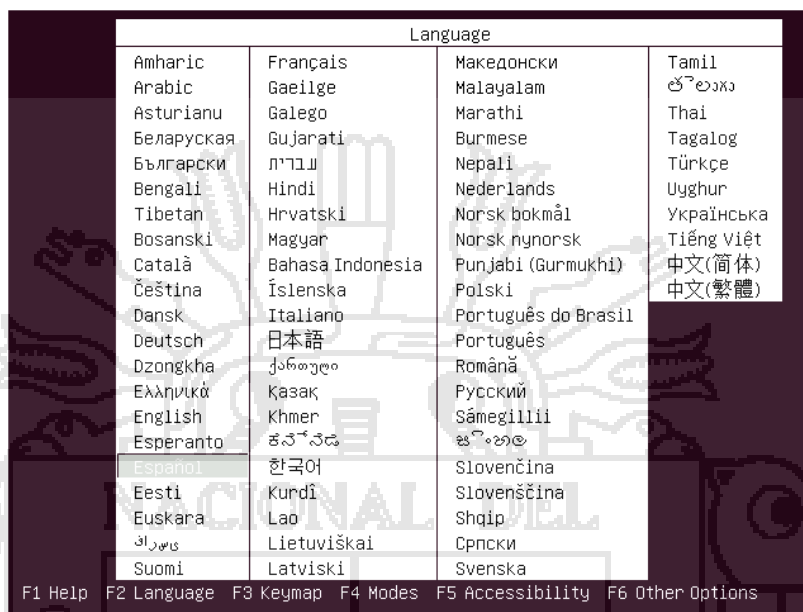 Language
Amharic
Arabic
Asturianu
Беларуская
Български
Bengali
Tibetan
Bosanski
Català
Čeština
Dansk
Deutsch
Dzongkha
Ελληνικά
English
Esperanto
Español
Eesti
Euskara
Suomi
Français
Gaeilge
Galego
Gujarati
עברית
Hindi
Hrvatski
Magyar
Bahasa Indonesia
Íslenska
Italiano
日本語
ქართული
Қазақ
Khmer
ಕನ್ನಡ
한국어
Kurdî
Lao
Lietuviškai
Latviski
Македонски
Malayalam
Marathi
Burmese
Nepali
Nederlands
Norsk bokmål
Norsk nynorsk
Punjabi (Gurmukhi)
Polski
Português do Brasil
Português
Română
Русский
Sámegillii
සිංහල
Slovenčina
Slovenščina
Shqip
Српски
Svenska
Tamil
తెలుగు
Thai
Tagalog
Türkçe
Uyghur
Українська
Tiếng Việt
中文(简体)
中文(繁體)
NACIONAL DEL
F1 Help F2 Language F3 Keymap F4 Modes F5 Accessibility F6 Other Options